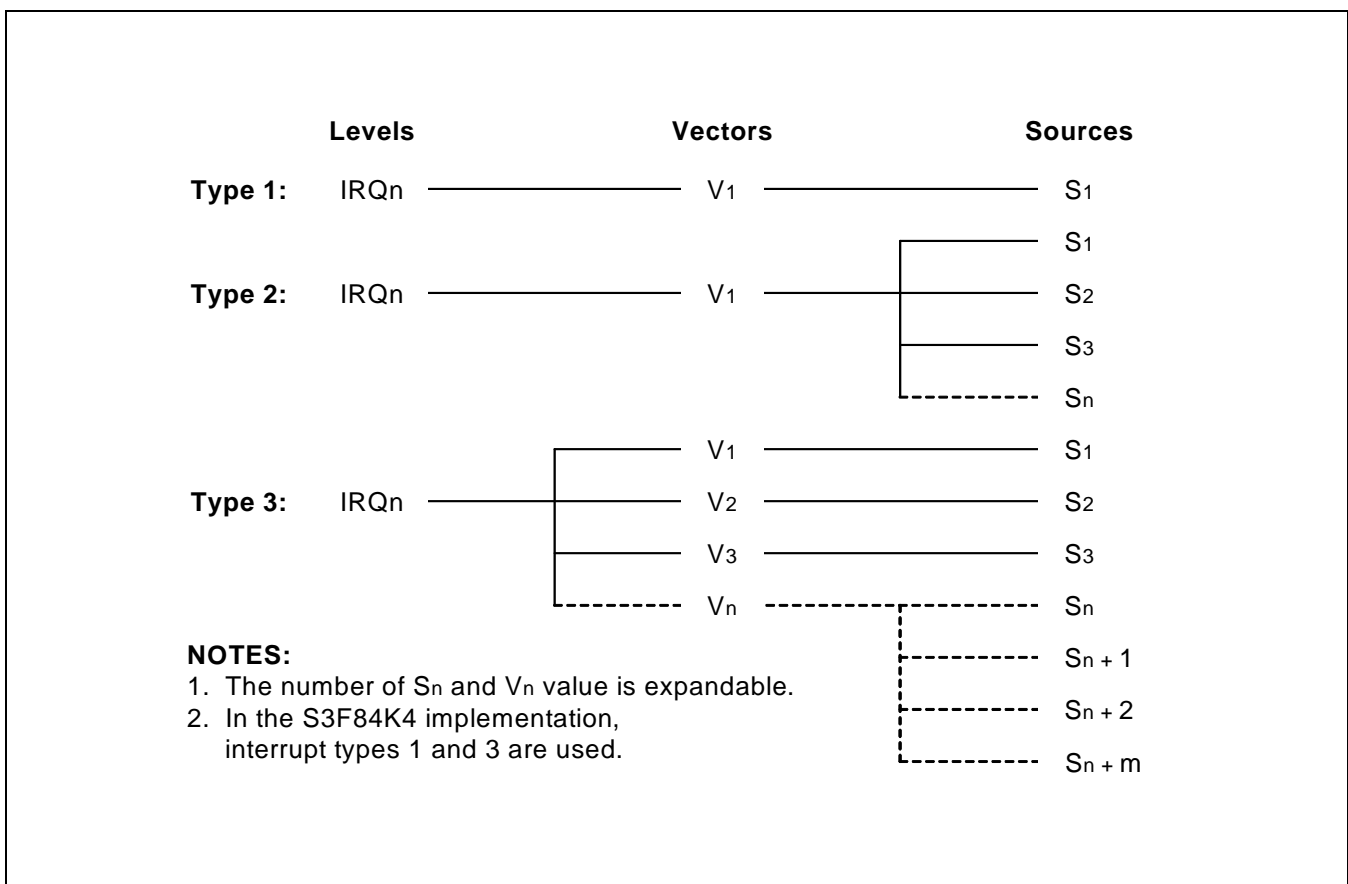 Levels Vectors Sources
Type 1: IRQn V1 S1
S1
Type 2: IRQn V1 S2
S3
Sn
V1 S1
Type 3: IRQn V2 S2
V3 S3
Vn Sn
Sn + 1
Sn + 2
Sn + m
NOTES:
1. The number of Sn and Vn value is expandable.
2. In the S3F84K4 implementation,
interrupt types 1 and 3 are used.